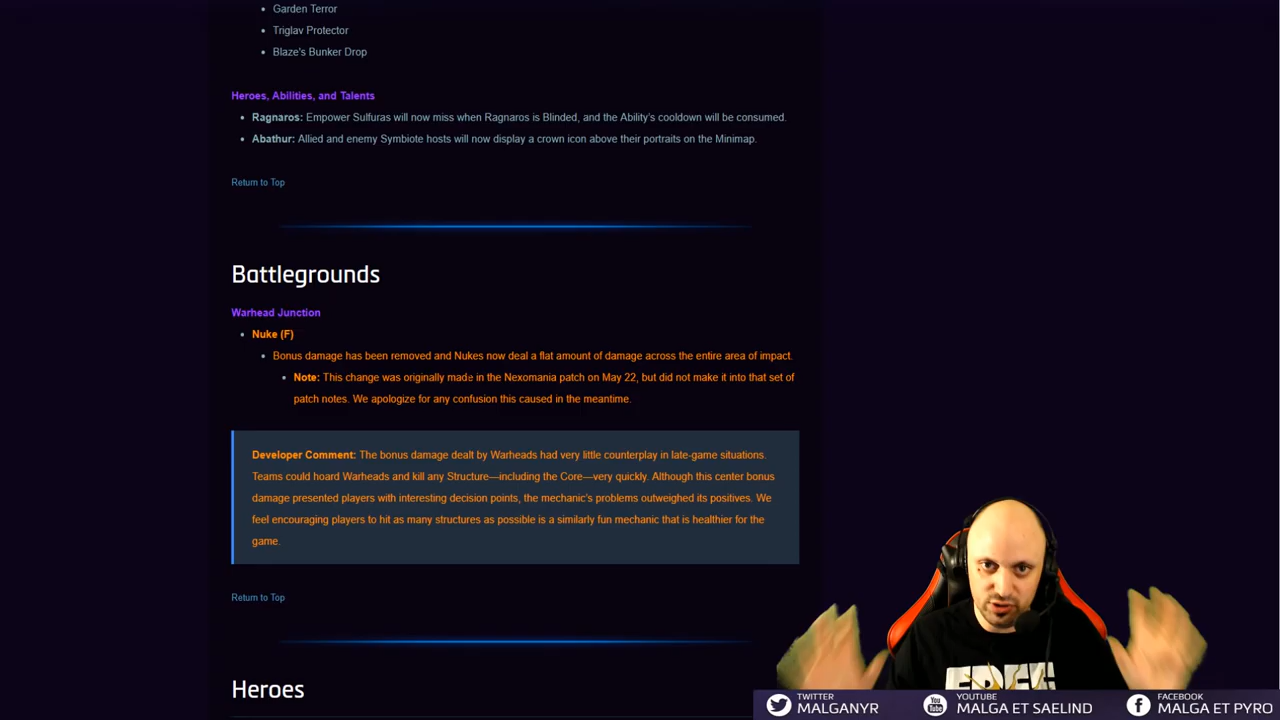 Garden Terror
Triglav Protector
Blaze's Bunker Drop
Heroes, Abilities, and Talents
Ragnaros: Empower Sulfuras will now miss when Ragnaros is Blinded, and the Ability's cooldown will be consumed.
Abathur: Allied and enemy Symbiote hosts will now display a crown icon above their portraits on the Minimap.
Return to Top
Battlegrounds
Warhead Junction
Nuke (F)
Bonus damage has been removed and Nukes now deal a flat amount of damage across the entire area of impact.
Note: This change was originally made in the Nexomania patch on May 22, but did not make it into that set of
patch notes. We apologize for any confusion this caused in the meantime.
Developer Comment: The bonus damage dealt by Warheads had very little counterplay in late-game situations.
Teams could hoard Warheads and kill any Structure—including the Core—very quickly. Although this center bonus
damage presented players with interesting decision points, the mechanic's problems outweighed its positives. We
feel encouraging players to hit as many structures as possible is a similarly fun mechanic that is healthier for the
game.
Return to Top
Heroes
TWITTER
MALGANYR
YOUTUBE
MALGA ET SAELIND
FACEBOOK
MALGA ET PYRO